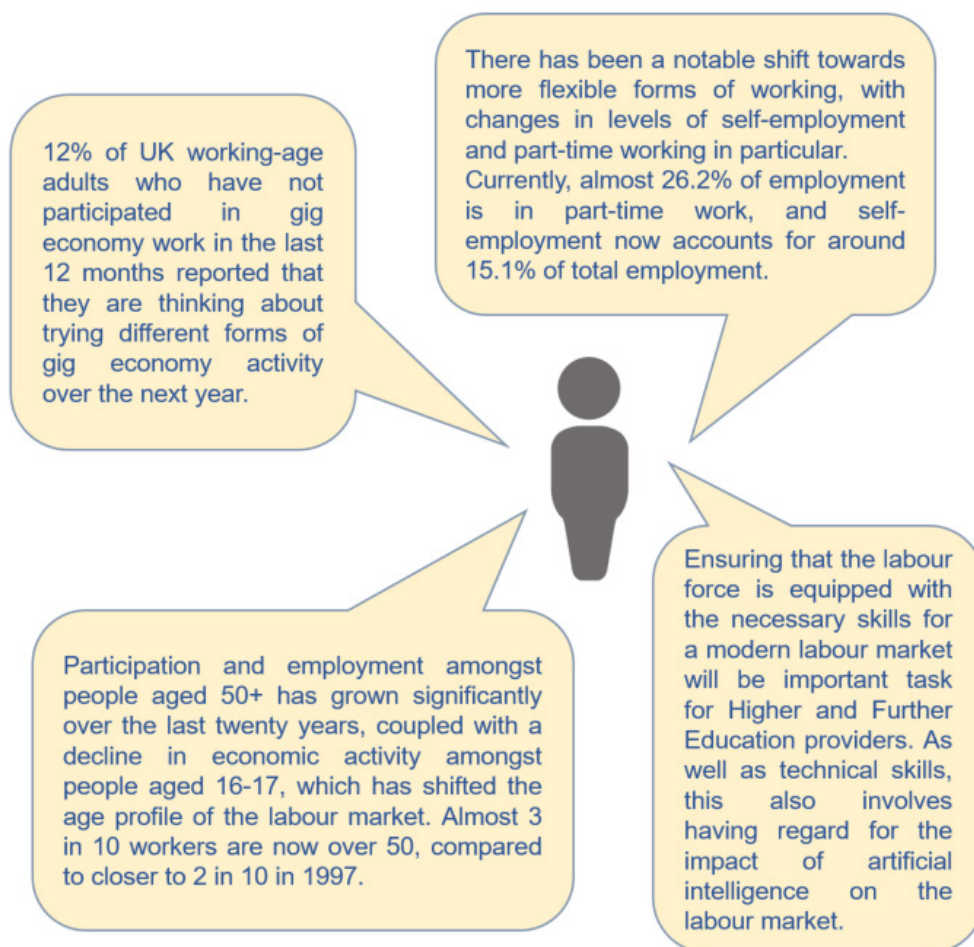 12% of UK working-age
adults who have not
participated in gig
economy work in the last
12 months reported that
they are thinking about
trying different forms of
gig economy activity
over the next year.
There has been a notable shift towards
more flexible forms of working, with
changes in levels of self-employment
and part-time working in particular.
Currently, almost 26.2% of employment
is in part-time work, and self-
employment now accounts for around
15.1% of total employment.
Participation and employment amongst
people aged 50+ has grown significantly
over the last twenty years, coupled with a
decline in economic activity amongst
people aged 16-17, which has shifted the
age profile of the labour market. Almost 3
in 10 workers are now over 50, compared
to closer to 2 in 10 in 1997.
Ensuring that the labour
force is equipped with
the necessary skills for
a modern labour market
will be important task
for Higher and Further
Education providers. As
well as technical skills,
this also involves
having regard for the
impact of artificial
intelligence on the
labour market.